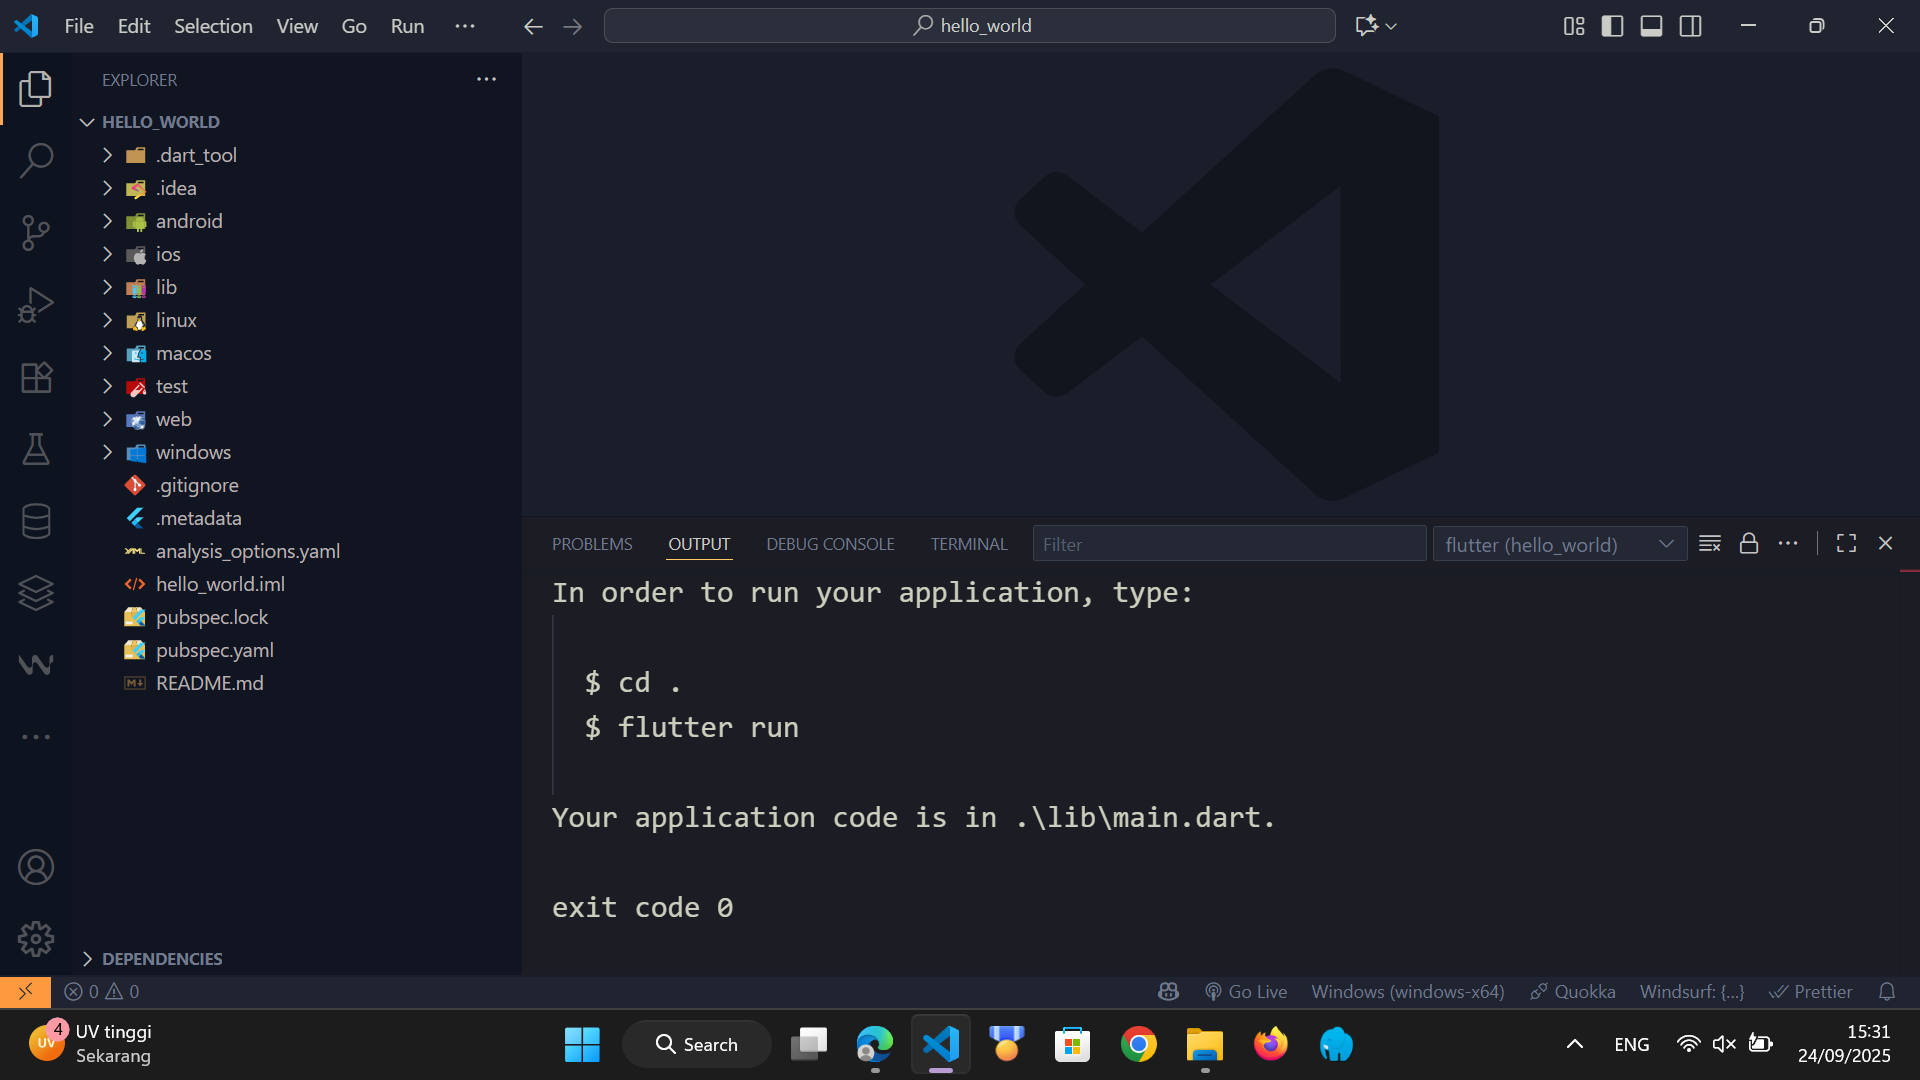 File Edit Selection View Go Run ···
hello_world
EXPLORER
HELLO_WORLD
.dart_tool
.idea
android
ios
lib
linux
macos
test
web
windows
.gitignore
.metadata
analysis_options.yaml
hello_world.iml
pubspec.lock
pubspec.yaml
README.md
DEPENDENCIES
PROBLEMS OUTPUT DEBUG CONSOLE TERMINAL Filter flutter (hello_world)
In order to run your application, type:
$ cd .
$ flutter run
Your application code is in .\lib\main.dart.
exit code 0
0 0 Go Live Windows (windows-x64) Quokka Windsurf: {...} Prettier
UV 4 UV tinggi
Sekarang
Search
ENG
15:31
24/09/2025